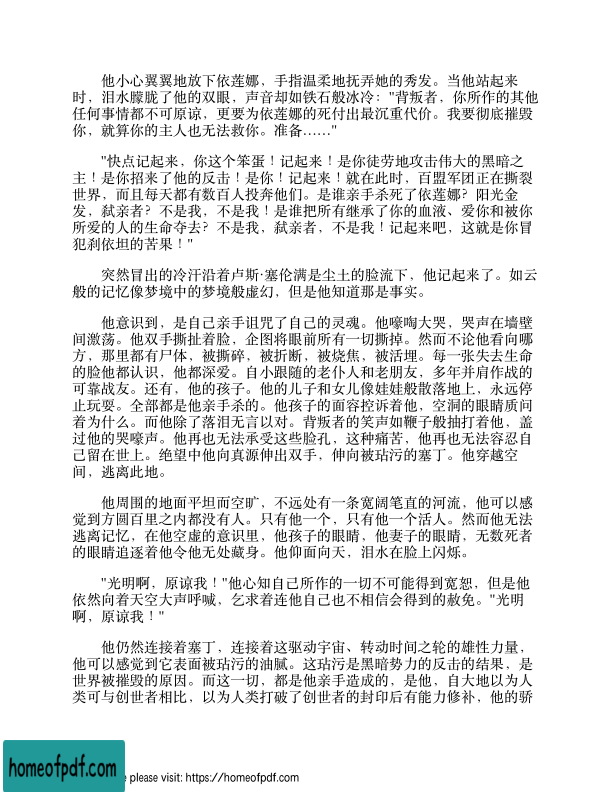 他小心翼翼地放下依莲娜，手指温柔地抚弄她的秀发。当他站起来
时，泪水朦胧了他的双眼，声音却如铁石般冰冷："背叛者，你所作的其他
任何事情都不可原谅，更要为依莲娜的死付出最沉重代价。我要彻底摧毁
你，就算你的主人也无法救你。准备……"
"快点记起来，你这个笨蛋！记起来！是你徒劳地攻击伟大的黑暗之
主！是你招来了他的反击！是你！记起来！就在此时，百盟军团正在撕裂
世界，而且每天都有数百人投奔他们。是谁亲手杀死了依莲娜？阳光金
发，弑亲者？不是我，不是我！是谁把所有继承了你的血液、爱你和被你
所爱的人的生命夺去？不是我，弑亲者，不是我！记起来吧，这就是你冒
犯刹依坦的苦果！"
突然冒出的冷汗沿着卢斯·塞伦满是尘土的脸流下，他记起来了。如云
般的记忆像梦境中的梦境般虚幻，但是他知道那是事实。
他意识到，是自己亲手诅咒了自己的灵魂。他嚎啕大哭，哭声在墙壁
间激荡。他双手撕扯着脸，企图将眼前所有一切撕掉。然而不论他看向哪
方，那里都有尸体，被撕碎，被折断，被烧焦，被活埋。每一张失去生命
的脸他都认识，他都深爱。自小跟随的老仆人和老朋友，多年并肩作战的
可靠战友。还有，他的孩子。他的儿子和女儿像娃娃般散落地上，永远停
止玩耍。全部都是他亲手杀的。他孩子的面容控诉着他，空洞的眼睛质问
着为什么。而他除了落泪无言以对。背叛者的笑声如鞭子般抽打着他，盖
过他的哭嚎声。他再也无法承受这些脸孔，这种痛苦，他再也无法容忍自
己留在世上。绝望中他向真源伸出双手，伸向被玷污的塞丁。他穿越空
间，逃离此地。
他周围的地面平坦而空旷，不远处有一条宽阔笔直的河流，他可以感
觉到方圆百里之内都没有人。只有他一个，只有他一个活人。然而他无法
逃离记忆，在他空虚的意识里，他孩子的眼睛，他妻子的眼睛，无数死者
的眼睛追逐着他令他无处藏身。他仰面向天，泪水在脸上闪烁。
"光明啊，原谅我！"他心知自己所作的一切不可能得到宽恕，但是他
依然向着天空大声呼喊，乞求着连他自己也不相信会得到的赦免。"光明
啊，原谅我！"
他仍然连接着塞丁，连接着这驱动宇宙、转动时间之轮的雄性力量，
他可以感觉到它表面被玷污的油腻。这玷污是黑暗势力的反击的结果，是
世界被摧毁的原因。而这一切，都是他亲手造成的，是他，自大地以为人
类可与创世者相比，以为人类打破了创世者的封印后有能力修补，他的骄
homeofpdf.com
please visit: https://homeofpdf.com